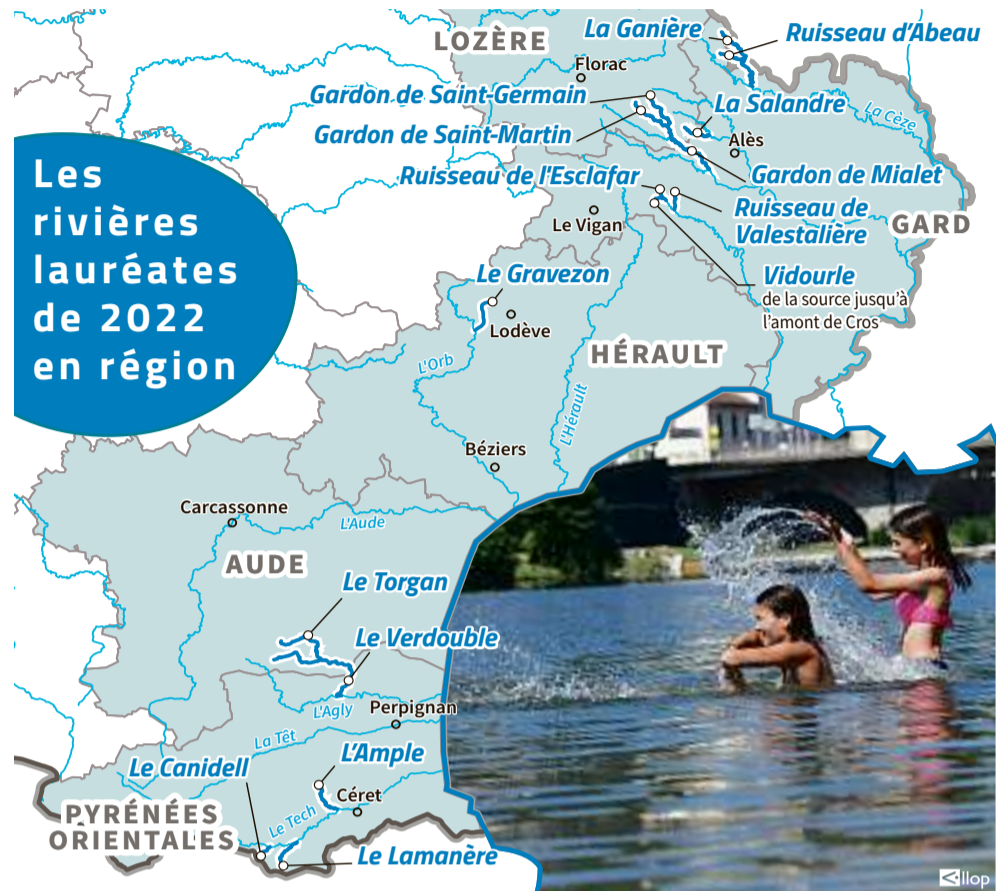 Les
rivières
lauréates
de 2022
en région
LOZÈRE
La Ganière
Ruisseau d'Abeau
Florac
Gardon de Saint-Germain
La Salandre
La Cèze
Gardon de Saint-Martin
Alès
Ruisseau de l'Esclafar
Gardon de Mialet
Le Vigan
Ruisseau de
Valestalière
GARD
Le Gravezon
Vidourle
de la source jusqu'à
l'amont de Cros
Lodève
HÉRAULT
L'Orb
L'Hérault
Béziers
Carcassonne
L'Aude
AUDE
Le Torgan
Le Verdouble
L'Agly
Perpignan
La Têt
L'Ample
Le Canidell
Céret
PYRÉNÉES
ORIENTALES
Le Tech
Le Lamanère
llop